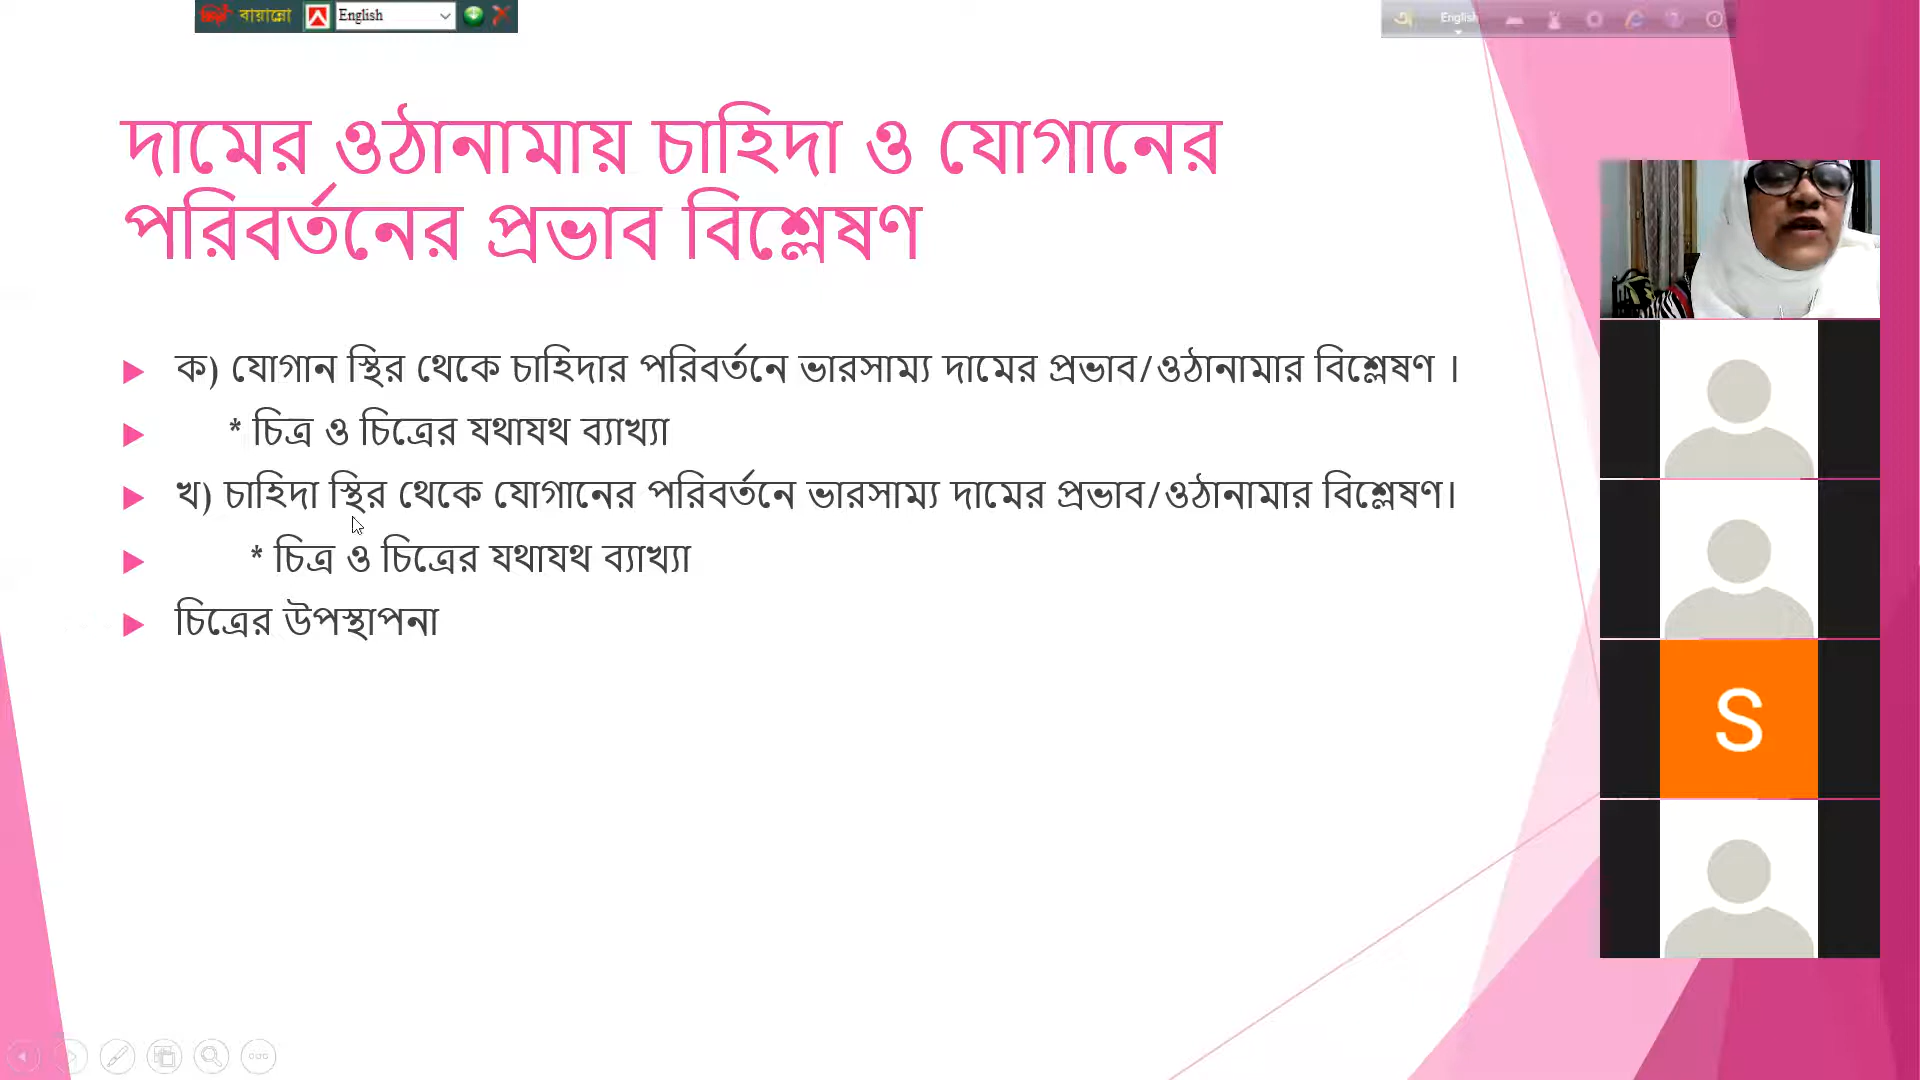 বায়ান্নো English
English
দামের ওঠানামায় চাহিদা ও যোগানের
পরিবর্তনের প্রভাব বিশ্লেষণ
ক) যোগান স্থির থেকে চাহিদার পরিবর্তনে ভারসাম্য দামের প্রভাব/ওঠানামার বিশ্লেষণ ।
* চিত্র ও চিত্রের যথাযথ ব্যাখ্যা
খ) চাহিদা স্থির থেকে যোগানের পরিবর্তনে ভারসাম্য দামের প্রভাব/ওঠানামার বিশ্লেষণ।
* চিত্র ও চিত্রের যথাযথ ব্যাখ্যা
চিত্রের উপস্থাপনা
S